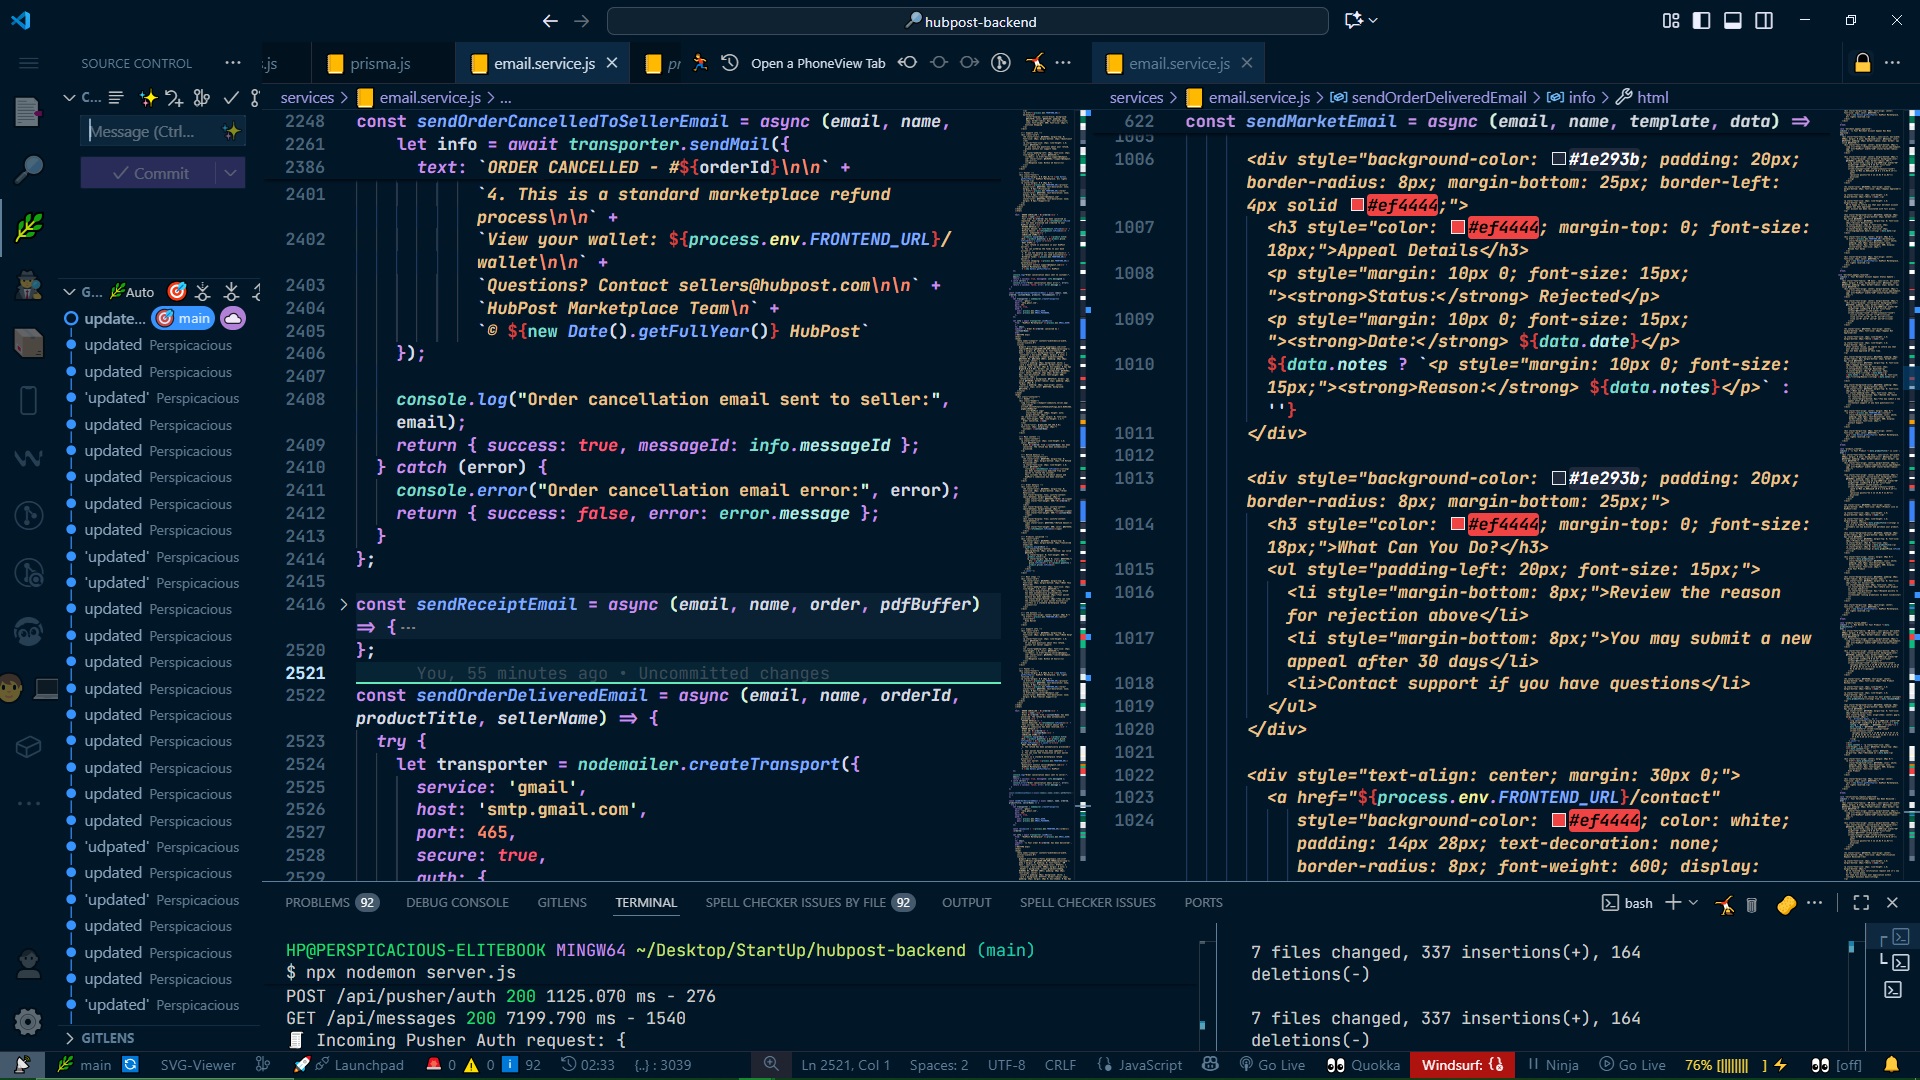 hubpost-backend
SOURCE CONTROL
C...
Message (Ctrl...
Commit
G...
Auto
update...
main
updated Perspicacious
updated Perspicacious
'updated' Perspicacious
updated Perspicacious
updated Perspicacious
updated Perspicacious
updated Perspicacious
updated Perspicacious
'updated' Perspicacious
'updated' Perspicacious
updated Perspicacious
updated Perspicacious
updated Perspicacious
updated Perspicacious
updated Perspicacious
updated Perspicacious
updated Perspicacious
updated Perspicacious
updated Perspicacious
'udpated' Perspicacious
updated Perspicacious
'updated' Perspicacious
updated Perspicacious
updated Perspicacious
updated Perspicacious
'updated' Perspicacious
GITLENS
.js
prisma.js
email.service.js
pr
Open a PhoneView Tab
services > email.service.js > ...
2248 const sendOrderCancelledToSellerEmail = async (email, name,
2261 let info = await transporter.sendMail({
2386 text: `ORDER CANCELLED - #${orderId}\n\n` +
2401 `4. This is a standard marketplace refund
process\n\n` +
2402 `View your wallet: ${process.env.FRONTEND_URL}/
wallet\n\n` +
2403 `Questions? Contact sellers@hubpost.com\n\n` +
2404 `HubPost Marketplace Team\n` +
2405 `© ${new Date().getFullYear()} HubPost`
2406 });
2407
2408 console.log("Order cancellation email sent to seller:",
email);
2409 return { success: true, messageId: info.messageId };
2410 } catch (error) {
2411 console.error("Order cancellation email error:", error);
2412 return { success: false, error: error.message };
2413 }
2414 };
2415
2416 const sendReceiptEmail = async (email, name, order, pdfBuffer)
=> { ...
2520 };
2521 You, 55 minutes ago • Uncommitted changes
2522 const sendOrderDeliveredEmail = async (email, name, orderId,
productTitle, sellerName) => {
2523 try {
2524 let transporter = nodemailer.createTransport({
2525 service: 'gmail',
2526 host: 'smtp.gmail.com',
2527 port: 465,
2528 secure: true,
2529 auth: {
email.service.js
services > email.service.js > sendOrderDeliveredEmail > info > html
622 const sendMarketEmail = async (email, name, template, data) =>
1005
1006 <div style="background-color: #1e293b; padding: 20px;
border-radius: 8px; margin-bottom: 25px; border-left:
4px solid #ef4444;">
1007 <h3 style="color: #ef4444; margin-top: 0; font-size:
18px;">Appeal Details</h3>
1008 <p style="margin: 10px 0; font-size: 15px;
"><strong>Status:</strong> Rejected</p>
1009 <p style="margin: 10px 0; font-size: 15px;
"><strong>Date:</strong> ${data.date}</p>
1010 ${data.notes ? `<p style="margin: 10px 0; font-size:
15px;"><strong>Reason:</strong> ${data.notes}</p>` :
''}
1011 </div>
1012
1013 <div style="background-color: #1e293b; padding: 20px;
border-radius: 8px; margin-bottom: 25px;">
1014 <h3 style="color: #ef4444; margin-top: 0; font-size:
18px;">What Can You Do?</h3>
1015 <ul style="padding-left: 20px; font-size: 15px;">
1016 <li style="margin-bottom: 8px;">Review the reason
for rejection above</li>
1017 <li style="margin-bottom: 8px;">You may submit a new
appeal after 30 days</li>
1018 <li>Contact support if you have questions</li>
1019 </ul>
1020 </div>
1021
1022 <div style="text-align: center; margin: 30px 0;">
1023 <a href="${process.env.FRONTEND_URL}/contact"
1024 style="background-color: #ef4444; color: white;
padding: 14px 28px; text-decoration: none;
border-radius: 8px; font-weight: 600; display:
PROBLEMS 92
DEBUG CONSOLE
GITLENS
TERMINAL
SPELL CHECKER ISSUES BY FILE 92
OUTPUT
SPELL CHECKER ISSUES
PORTS
bash
HP@PERSPICACIOUS-ELITEBOOK MINGW64 ~/Desktop/StartUp/hubpost-backend (main)
$ npx nodemon server.js
POST /api/pusher/auth 200 1125.070 ms - 276
GET /api/messages 200 7199.790 ms - 1540
Incoming Pusher Auth request: {
7 files changed, 337 insertions(+), 164
deletions(-)
7 files changed, 337 insertions(+), 164
deletions(-)
main
SVG-Viewer
Launchpad
0
0
92
02:33
{..} : 3039
Ln 2521, Col 1
Spaces: 2
UTF-8
CRLF
JavaScript
Go Live
Quokka
Windsurf: {}
Ninja
Go Live
76%
[off]